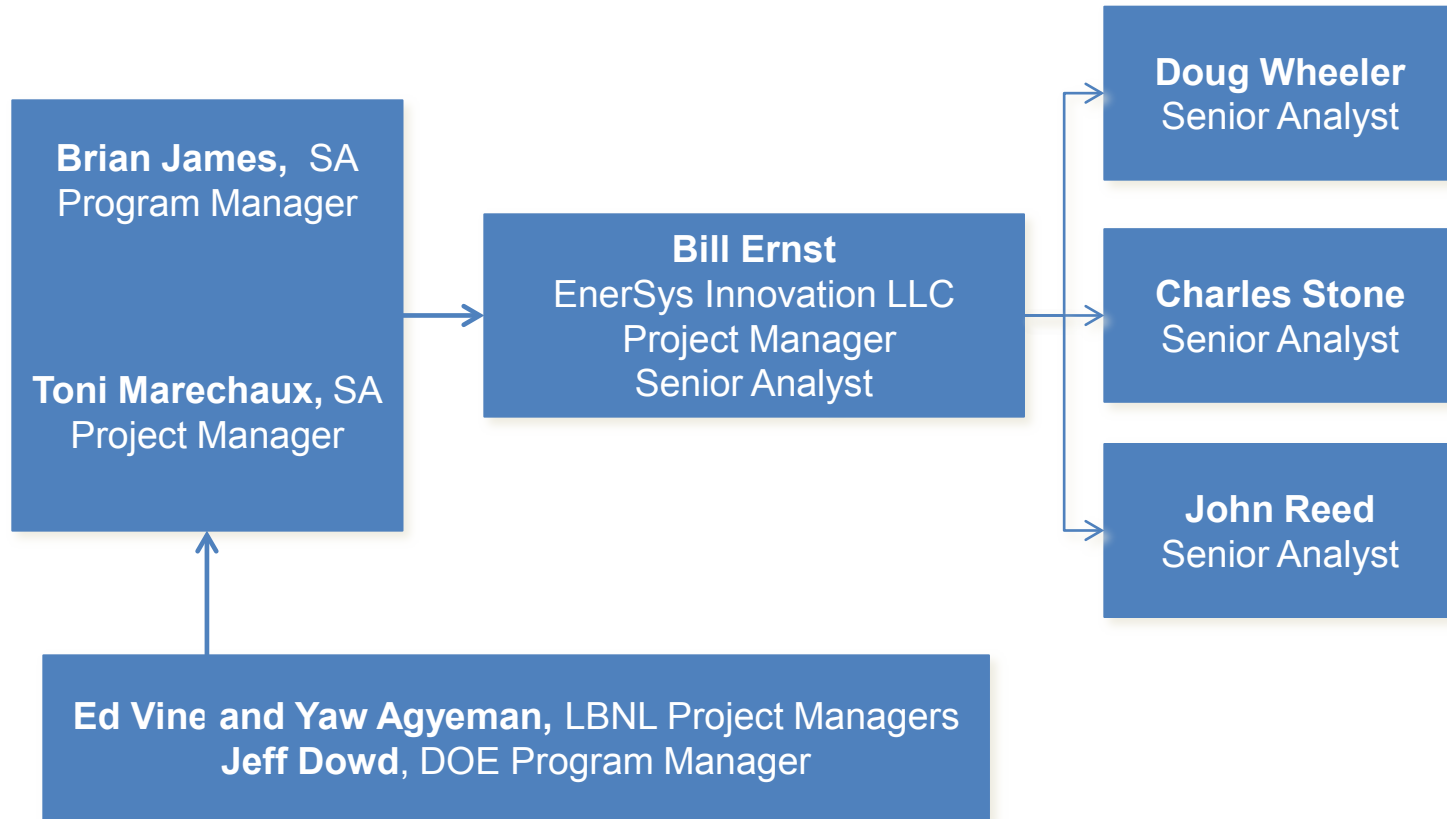 Brian James, SA
Program Manager
Toni Marechaux, SA
Project Manager
Bill Ernst
EnerSys Innovation LLC
Project Manager
Senior Analyst
Doug Wheeler
Senior Analyst
Charles Stone
Senior Analyst
John Reed
Senior Analyst
Ed Vine and Yaw Agyeman, LBNL Project Managers
Jeff Dowd, DOE Program Manager